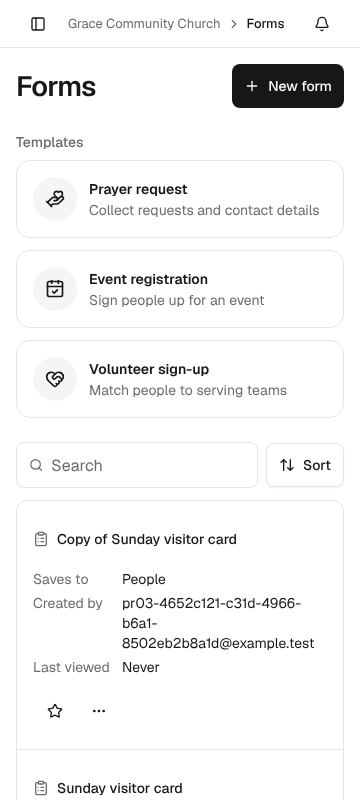 Grace Community Church > Forms
Forms
New form
Templates
Prayer request
Collect requests and contact details
Event registration
Sign people up for an event
Volunteer sign-up
Match people to serving teams
Search
Sort
Copy of Sunday visitor card
Saves to People
Created by pr03-4652c121-c31d-4966-
b6a1-
8502eb2b8a1d@example.test
Last viewed Never
Sunday visitor card